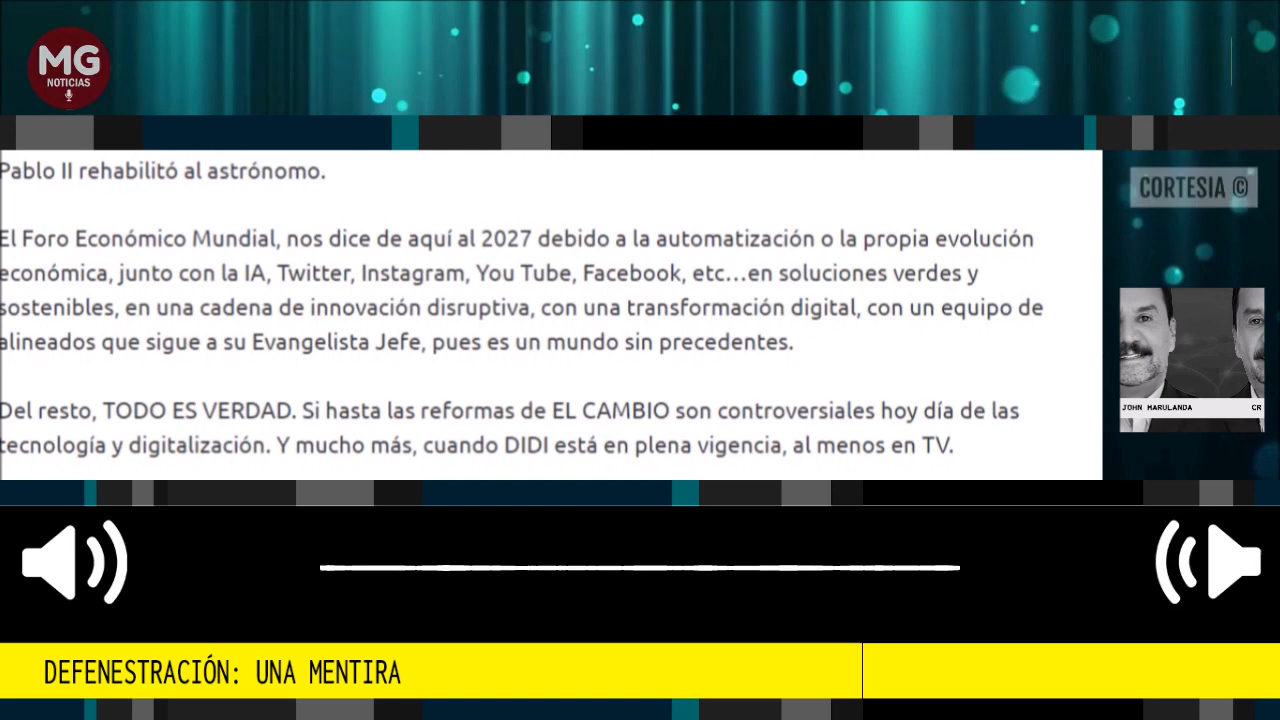 MG
NOTICIAS
Pablo II rehabilitó al astrónomo.
CORTESIA ©
El Foro Económico Mundial, nos dice de aquí al 2027 debido a la automatización o la propia evolución
económica, junto con la IA, Twitter, Instagram, You Tube, Facebook, etc...en soluciones verdes y
sostenibles, en una cadena de innovación disruptiva, con una transformación digital, con un equipo de
alineados que sigue a su Evangelista Jefe, pues es un mundo sin precedentes.
Del resto, TODO ES VERDAD. Si hasta las reformas de EL CAMBIO son controversiales hoy día de las
tecnología y digitalización. Y mucho más, cuando DIDI está en plena vigencia, al menos en TV.
JOHN MARULANDA CR
DEFENESTRACIÓN: UNA MENTIRA